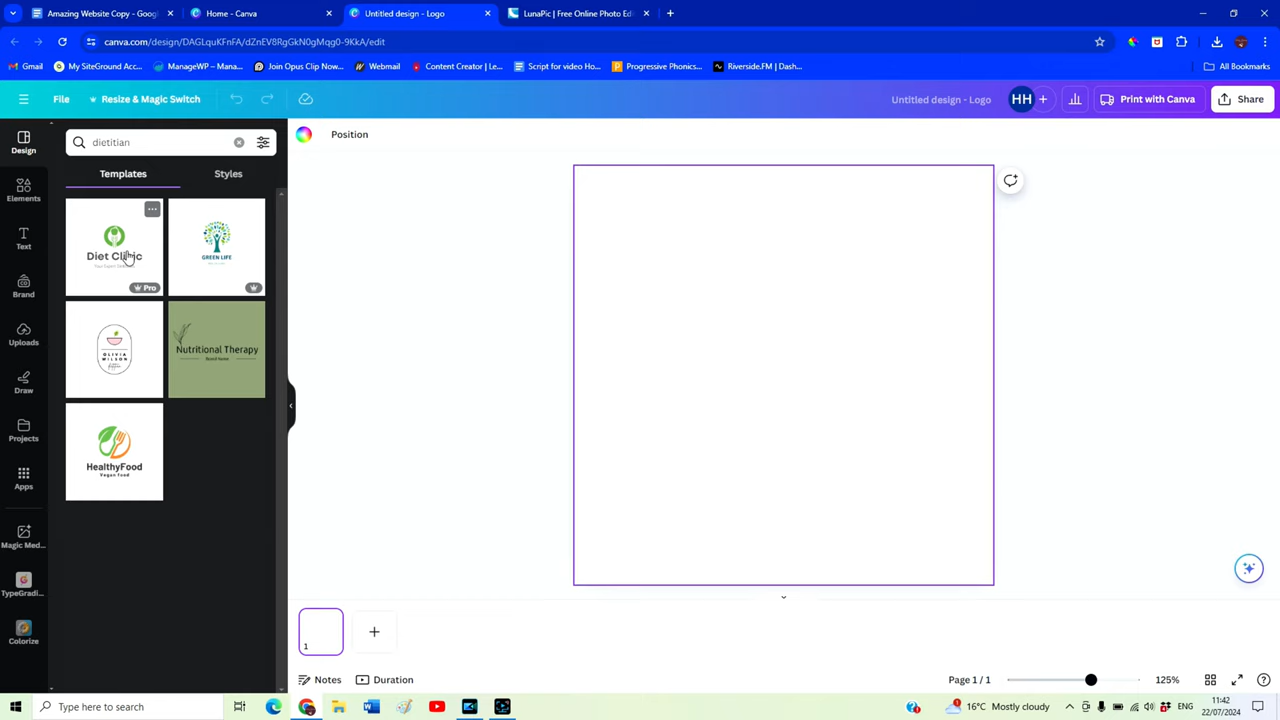 Amazing Website Copy - Goog
Home - Canva
Untitled design - Logo
LunaPic | Free Online Photo Edi
canva.com/design/DAGLquKFnFA/dZnEV8RgGkN0gMqg0-9KkA/edit
Gmail
My SiteGround Acc...
ManageWP – Mana...
Join Opus Clip Now...
Webmail
Content Creator | Le...
Script for video Ho...
Progressive Phonics...
Riverside.FM | Dash...
All Bookmarks
File
Resize & Magic Switch
Untitled design - Logo
HH
Print with Canva
Share
Design
dietitian
Position
Templates
Styles
Elements
Text
Brand
Uploads
Draw
Projects
Apps
Magic Med...
TypeGradi...
Colorize
Diet Clinic
Pro
GREEN LIFE
OLIVIA
WILSON
Nutritional Therapy
Brand Name
HealthyFood
Vegan food
1
Notes
Duration
Page 1 / 1
125%
Type here to search
16°C Mostly cloudy
ENG
11:42
22/07/2024